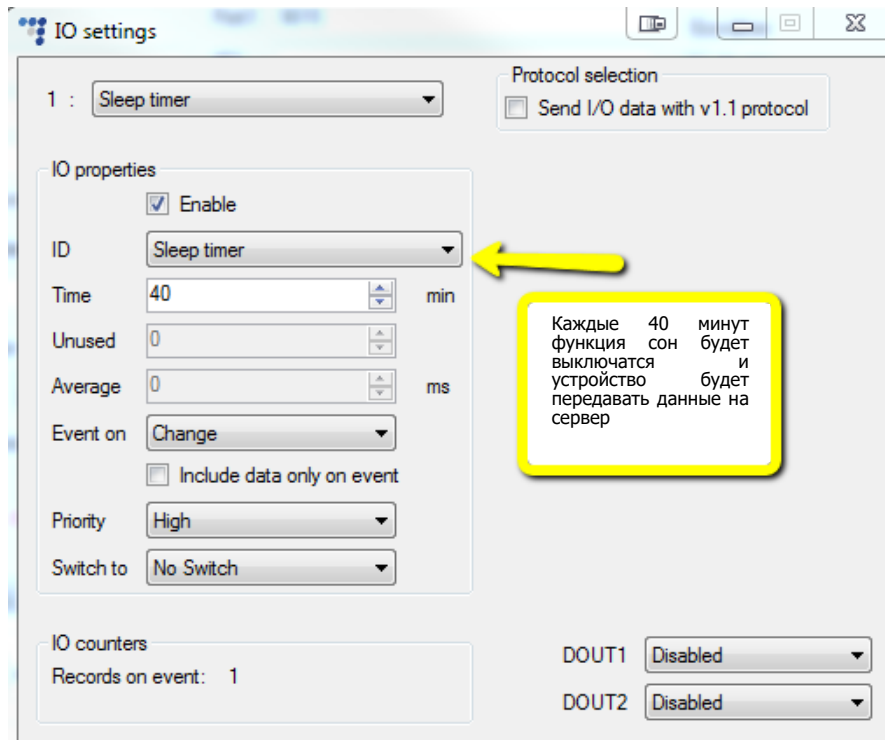 IO settings
Protocol selection
1 : Sleep timer
Send I/O data with v1.1 protocol
IO properties
Enable
ID Sleep timer
Time 40 min
Unused 0
Average 0 ms
Event on Change
Include data only on event
Priority High
Switch to No Switch
Каждые 40 минут
функция сон будет
выключатся и
устройство будет
передавать данные на
сервер
IO counters
Records on event: 1
DOUT1 Disabled
DOUT2 Disabled